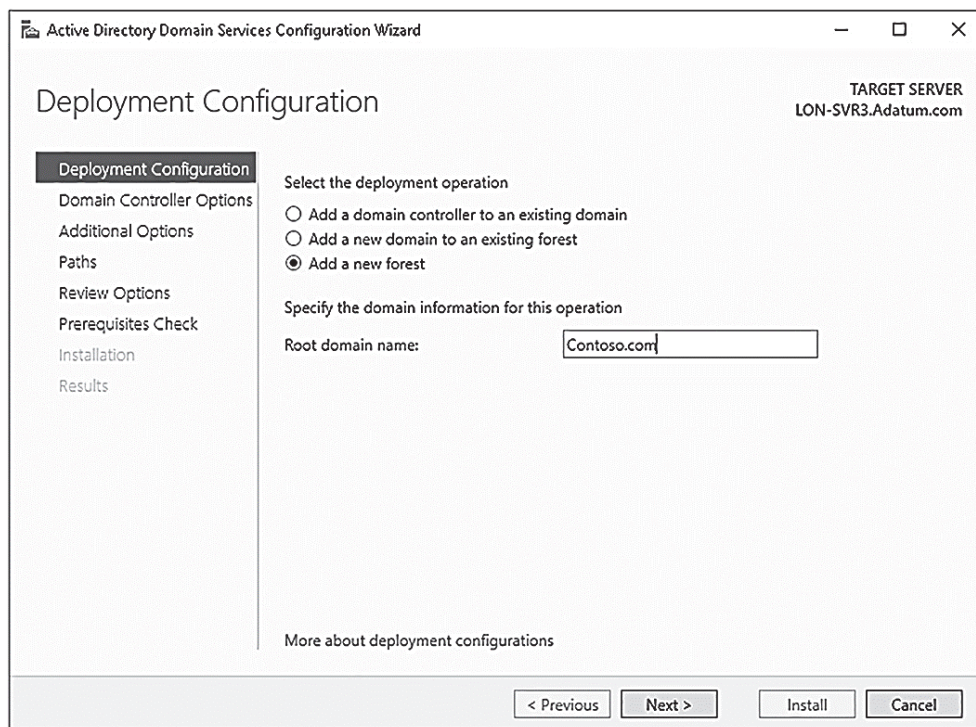 Active Directory Domain Services Configuration Wizard
Deployment Configuration
TARGET SERVER
LON-SVR3.Adatum.com
Deployment Configuration
Domain Controller Options
Additional Options
Paths
Review Options
Prerequisites Check
Installation
Results
Select the deployment operation
Add a domain controller to an existing domain
Add a new domain to an existing forest
Add a new forest
Specify the domain information for this operation
Root domain name:
Contoso.com
More about deployment configurations
< Previous
Next >
Install
Cancel